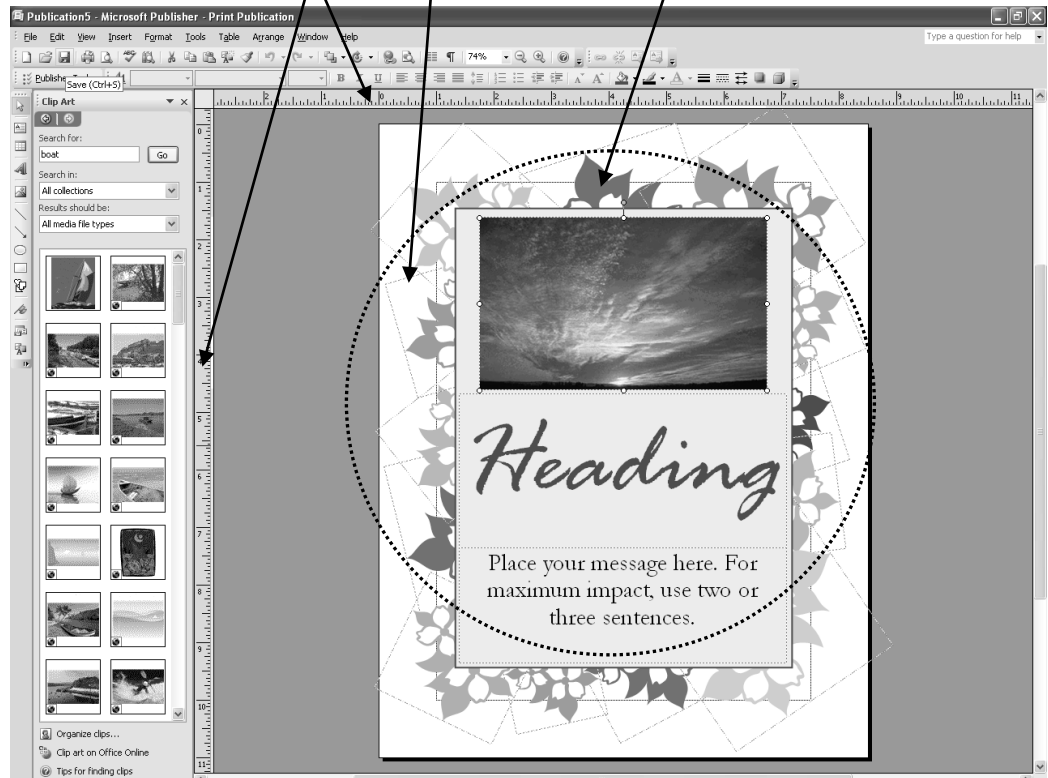 Publication5 - Microsoft Publisher - Print Publication
File Edit View Insert Format Tools Table Arrange Window Help
Type a question for help
74%
Save (Ctrl+S)
B U
Clip Art
Search for:
boat Go
Search in:
All collections
Results should be:
All media file types
Heading
Place your message here. For
maximum impact, use two or
three sentences.
Organize clips...
Clip art on Office Online
Tips for finding clips